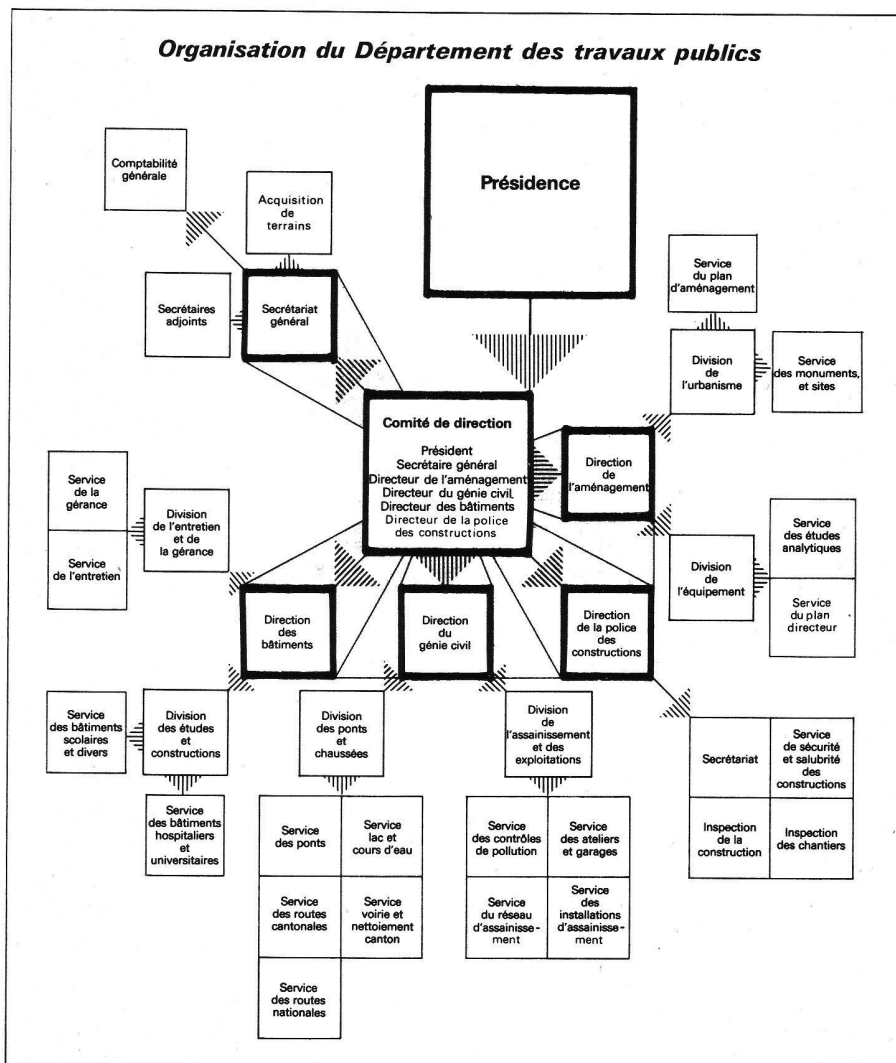 Organisation du Département des travaux publics
Présidence
Comptabilité
générale
Acquisition
de
terrains
Secrétaires
adjoints
Secrétariat
général
Service
du plan
d'aménagement
Division
de
l'urbanisme
Service
des monuments,
et sites
Comité de direction
Président
Secrétaire général
Directeur de l'aménagement
Directeur du génie civil
Directeur des bâtiments
Directeur de la police
des constructions
Direction
de
l'aménagement
Service
de la
gérance
Service
de l'entretien
Division
de l'entretien
et de
la gérance
Division
de
l'équipement
Service
des études
analytiques
Service
du plan
directeur
Direction
des
bâtiments
Direction
du
génie civil
Direction
de la police
des
constructions
Service
des bâtiments
scolaires
et divers
Division
des études
et
constructions
Service
des bâtiments
hospitaliers
et
universitaires
Division
des ponts
et
chaussées
Division
de
l'assainissement
et des
exploitations
Secrétariat
Service
de sécurité
et salubrité
des
constructions
Inspection
de la
construction
Inspection
des chantiers
Service
des ponts
Service
lac et
cours d'eau
Service
des routes
cantonales
Service
voirie et
nettoiement
canton
Service
des routes
nationales
Service
des contrôles
de pollution
Service
des ateliers
et garages
Service
du réseau
d'assainisse-
ment
Service
des
installations
d'assainisse-
ment